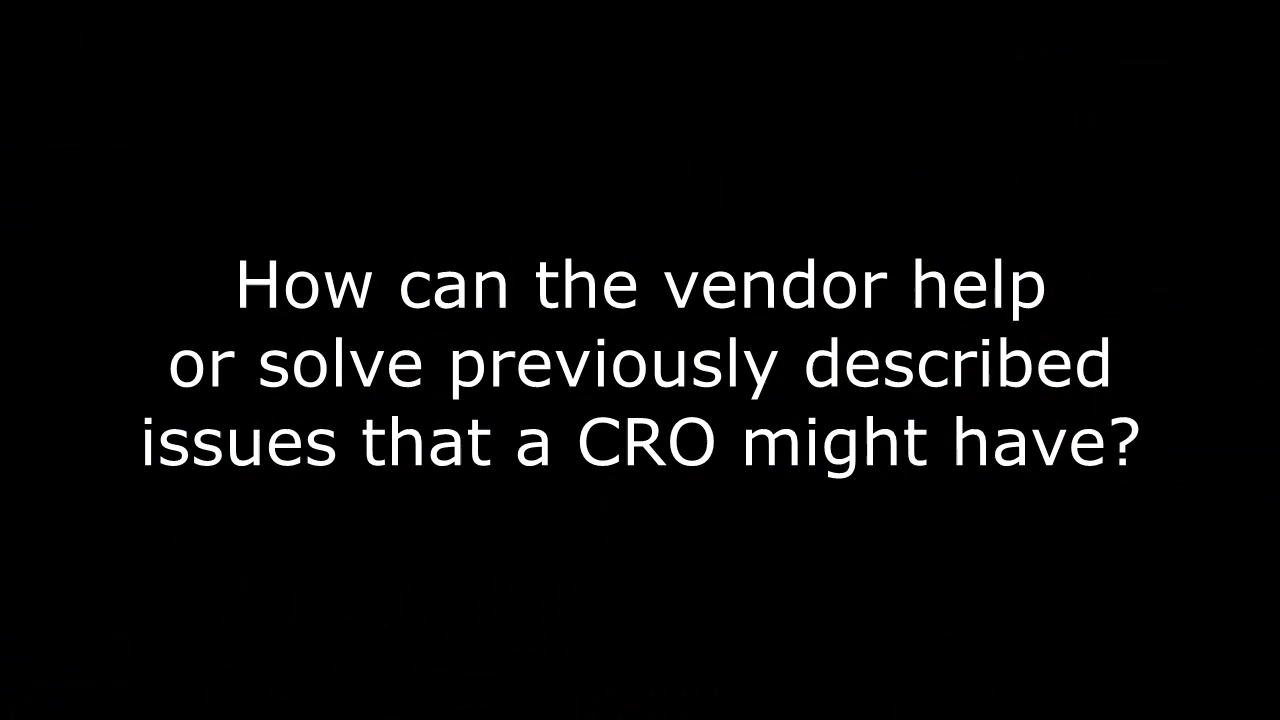 How can the vendor help
or solve previously described
issues that a CRO might have?